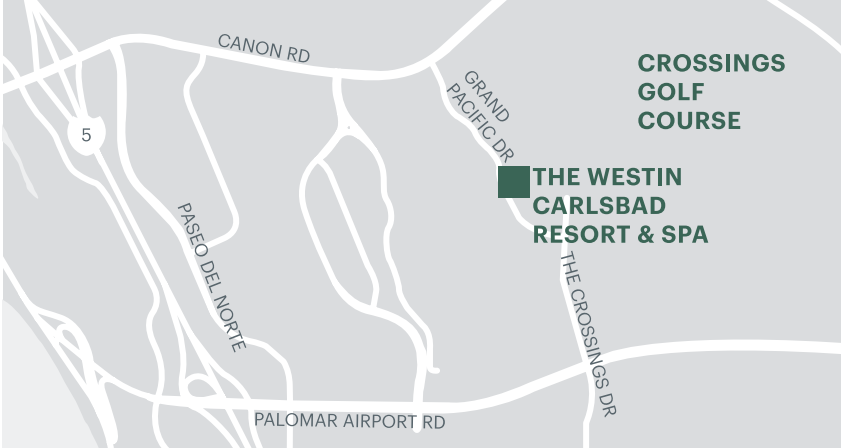 CANON RD
CROSSINGS
GOLF
COURSE
GRAND
PACIFIC DR
5
THE WESTIN
CARLSBAD
RESORT & SPA
PASEO DEL NORTE
THE CROSSINGS DR
PALOMAR AIRPORT RD